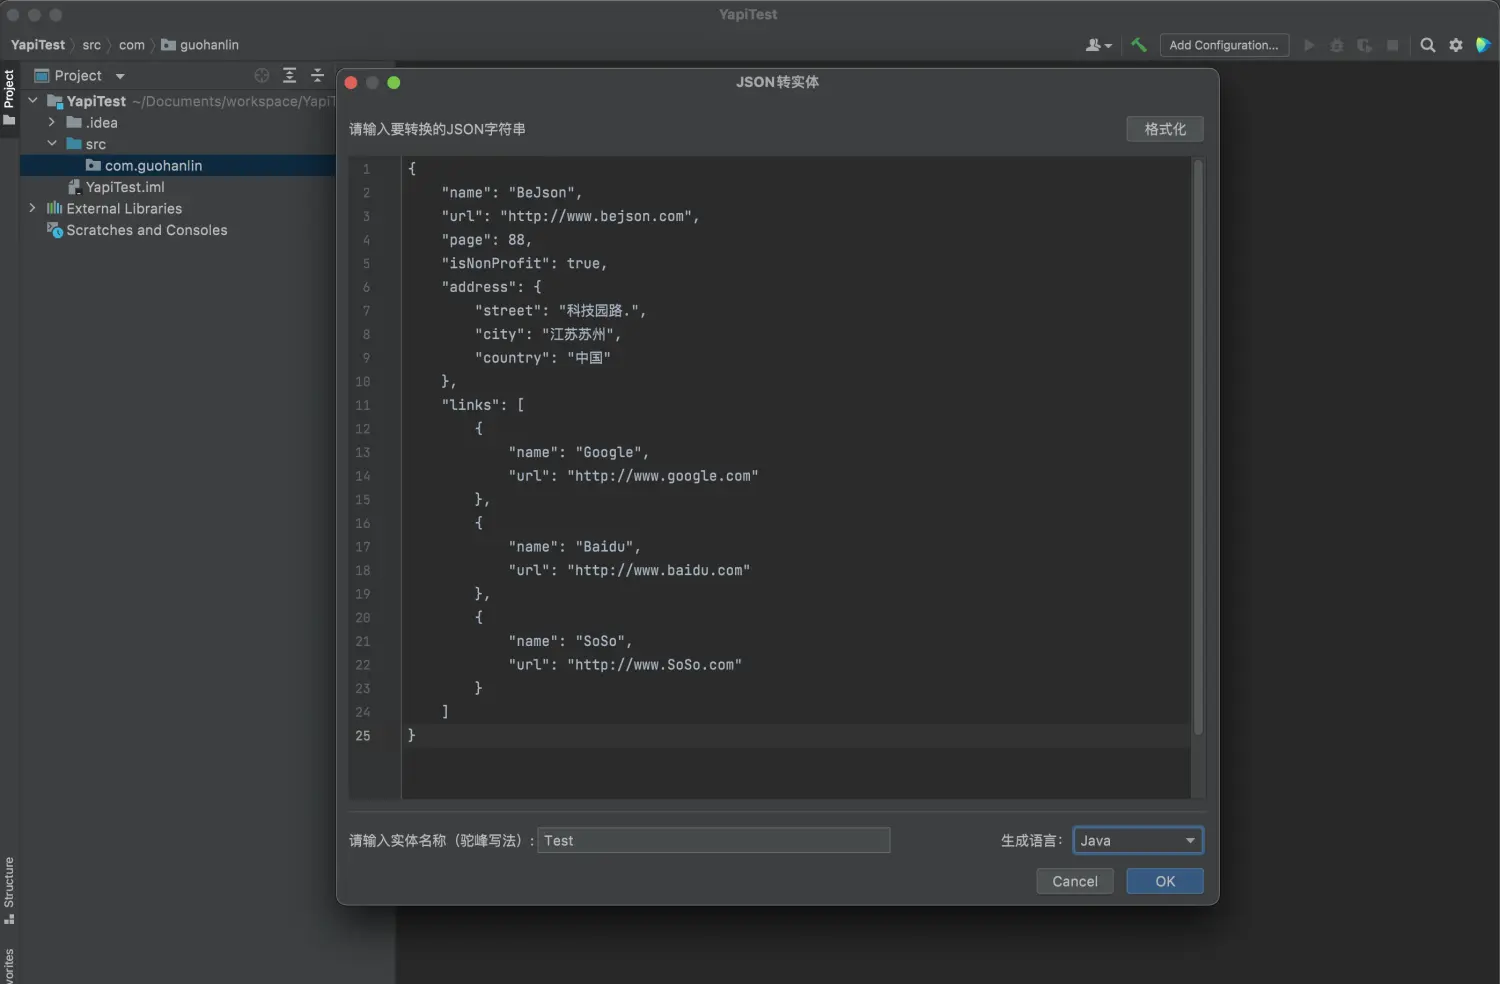 YapiTest
YapiTest
src
com
guohanlin
Add Configuration...
Project
Project
YapiTest ~/Documents/workspace/YapiT
.idea
src
com.guohanlin
YapiTest.iml
External Libraries
Scratches and Consoles
Structure
vorites
JSON转实体
请输入要转换的JSON字符串
格式化
1 {
2 "name": "BeJson",
3 "url": "http://www.bejson.com",
4 "page": 88,
5 "isNonProfit": true,
6 "address": {
7 "street": "科技园路.",
8 "city": "江苏苏州",
9 "country": "中国"
10 },
11 "links": [
12 {
13 "name": "Google",
14 "url": "http://www.google.com"
15 },
16 {
17 "name": "Baidu",
18 "url": "http://www.baidu.com"
19 },
20 {
21 "name": "SoSo",
22 "url": "http://www.SoSo.com"
23 }
24 ]
25 }
请输入实体名称（驼峰写法）: Test
生成语言: Java
Cancel
OK